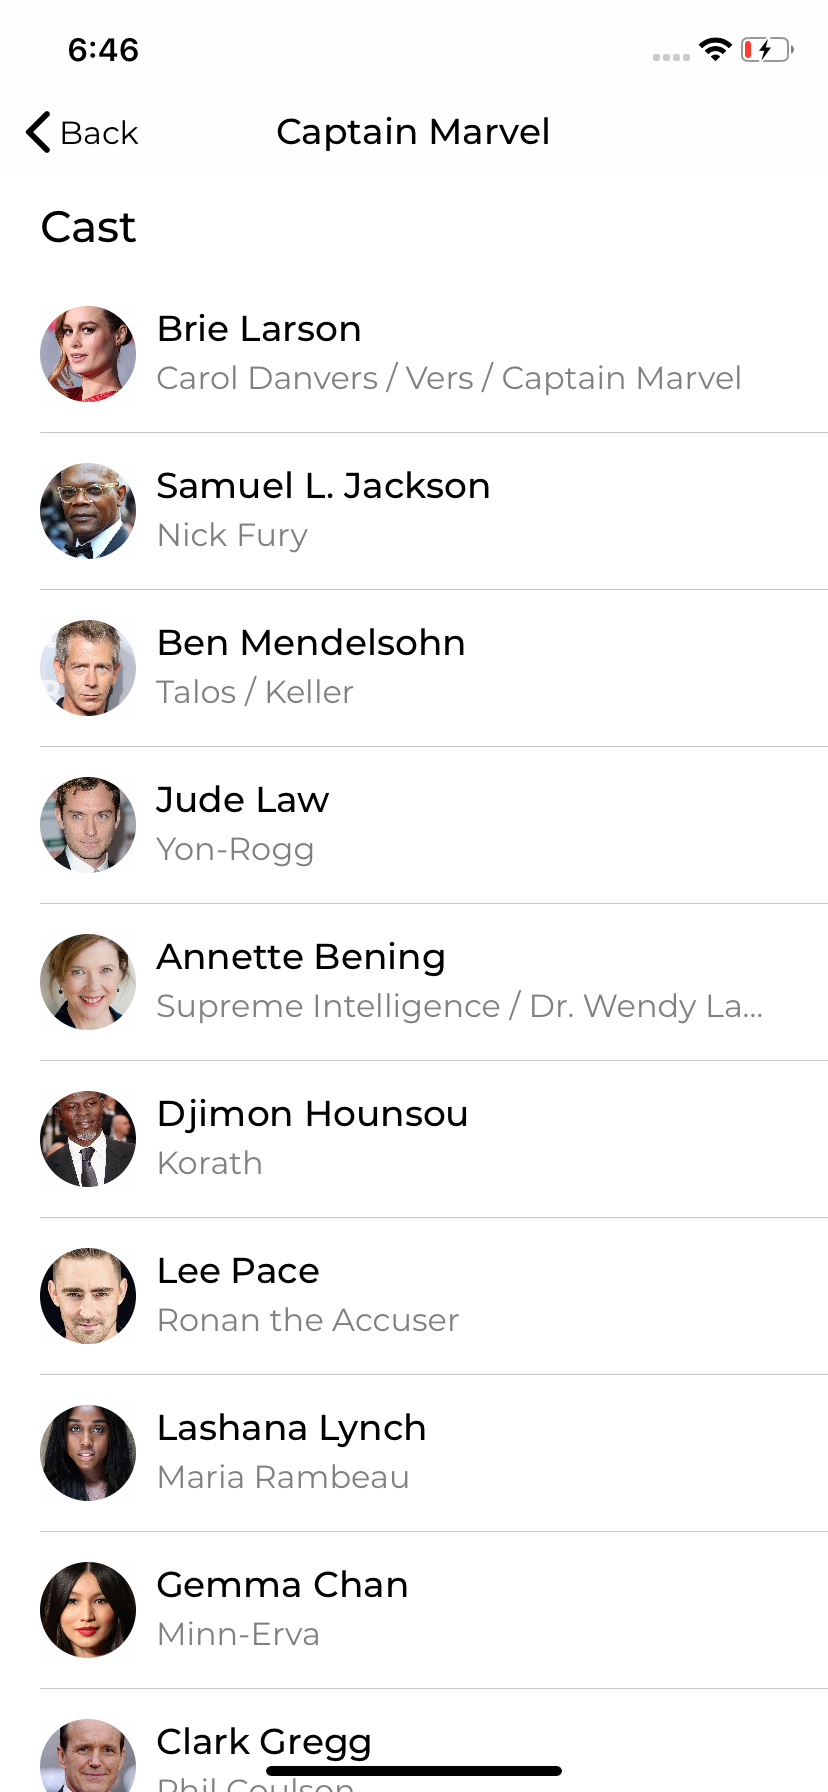 6:46
Back
Captain Marvel
Cast
Brie Larson
Carol Danvers / Vers / Captain Marvel
Samuel L. Jackson
Nick Fury
Ben Mendelsohn
Talos / Keller
Jude Law
Yon-Rogg
Annette Bening
Supreme Intelligence / Dr. Wendy La...
Djimon Hounsou
Korath
Lee Pace
Ronan the Accuser
Lashana Lynch
Maria Rambeau
Gemma Chan
Minn-Erva
Clark Gregg
Phil Coulson